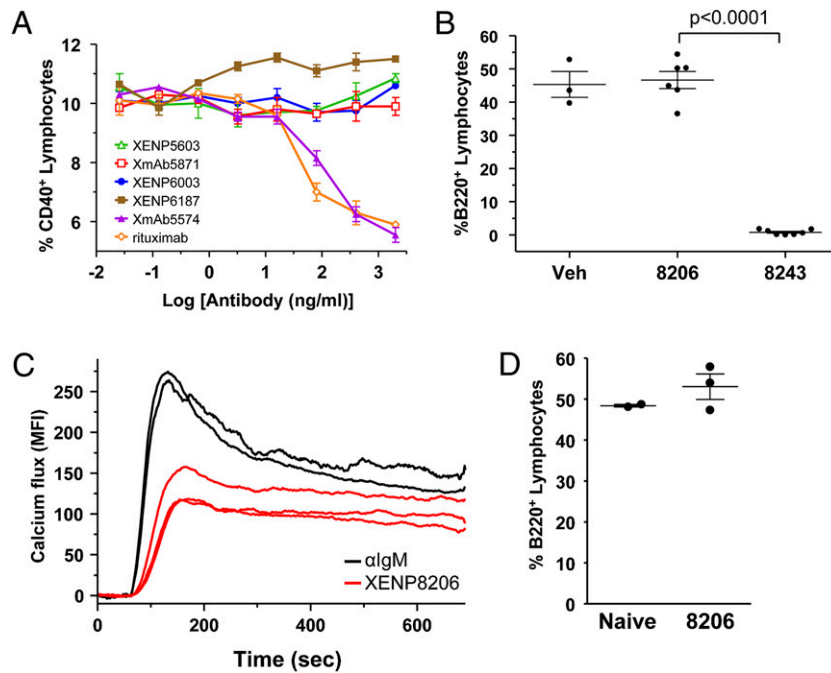 A
% CD40⁺ Lymphocytes
12
10
8
6
XENP5603
XmAb5871
XENP6003
XENP6187
XmAb5574
rituximab
-2
-1
0
1
2
3
Log [Antibody (ng/ml)]
B
p<0.0001
%B220⁺ Lymphocytes
60
50
40
30
20
10
0
Veh
8206
8243
C
Calcium flux (MFI)
250
200
150
100
50
0
αIgM
XENP8206
0
200
400
600
Time (sec)
D
% B220⁺ Lymphocytes
60
50
40
30
20
10
0
Naive
8206